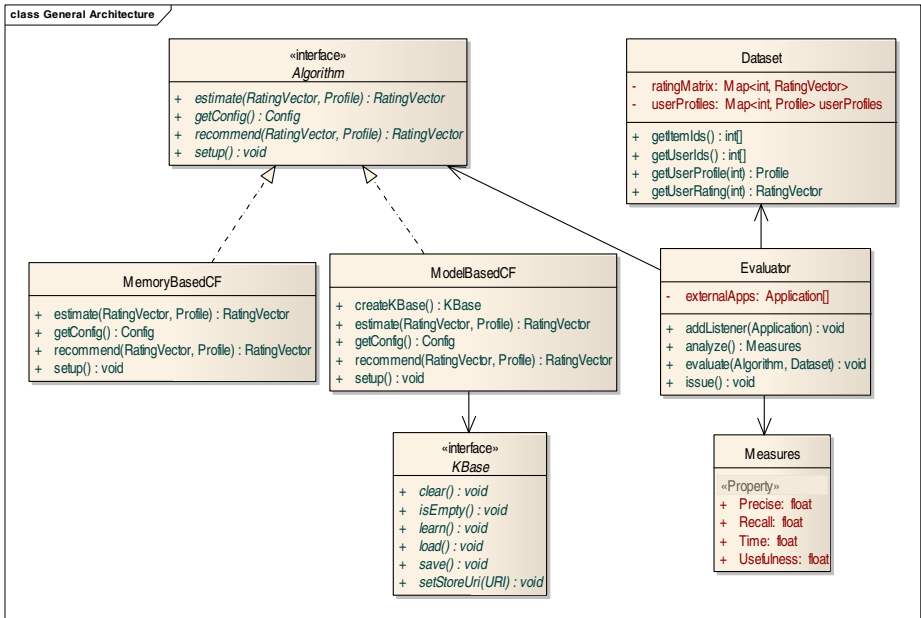 class General Architecture
«interface»
Algorithm
+ estimate(RatingVector, Profile) : RatingVector
+ getConfig() : Config
+ recommend(RatingVector, Profile) : RatingVector
+ setup() : void
Dataset
- ratingMatrix: Map<int, RatingVector>
- userProfiles: Map<int, Profile> userProfiles
+ getItemIds() : int[]
+ getUserIds() : int[]
+ getUserProfile(int) : Profile
+ getUserRating(int) : RatingVector
MemoryBasedCF
+ estimate(RatingVector, Profile) : RatingVector
+ getConfig() : Config
+ recommend(RatingVector, Profile) : RatingVector
+ setup() : void
ModelBasedCF
+ createKBase() : KBase
+ estimate(RatingVector, Profile) : RatingVector
+ getConfig() : Config
+ recommend(RatingVector, Profile) : RatingVector
+ setup() : void
Evaluator
- externalApps: Application[]
+ addListener(Application) : void
+ analyze() : Measures
+ evaluate(Algorithm, Dataset) : void
+ issue() : void
«interface»
KBase
+ clear() : void
+ isEmpty() : void
+ learn() : void
+ load() : void
+ save() : void
+ setStoreUri(URI) : void
Measures
«Property»
+ Precise: float
+ Recall: float
+ Time: float
+ Usefulness: float